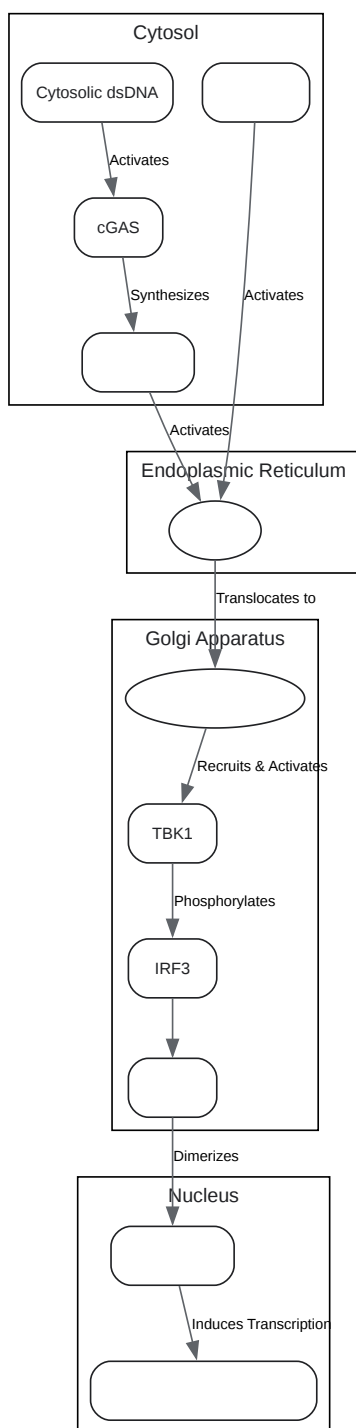 Cytosol
Cytosolic dsDNA
Activates
cGAS
Synthesizes
Activates
Activates
Endoplasmic Reticulum
Translocates to
Golgi Apparatus
Recruits & Activates
TBK1
Phosphorylates
IRF3
Dimerizes
Nucleus
Induces Transcription